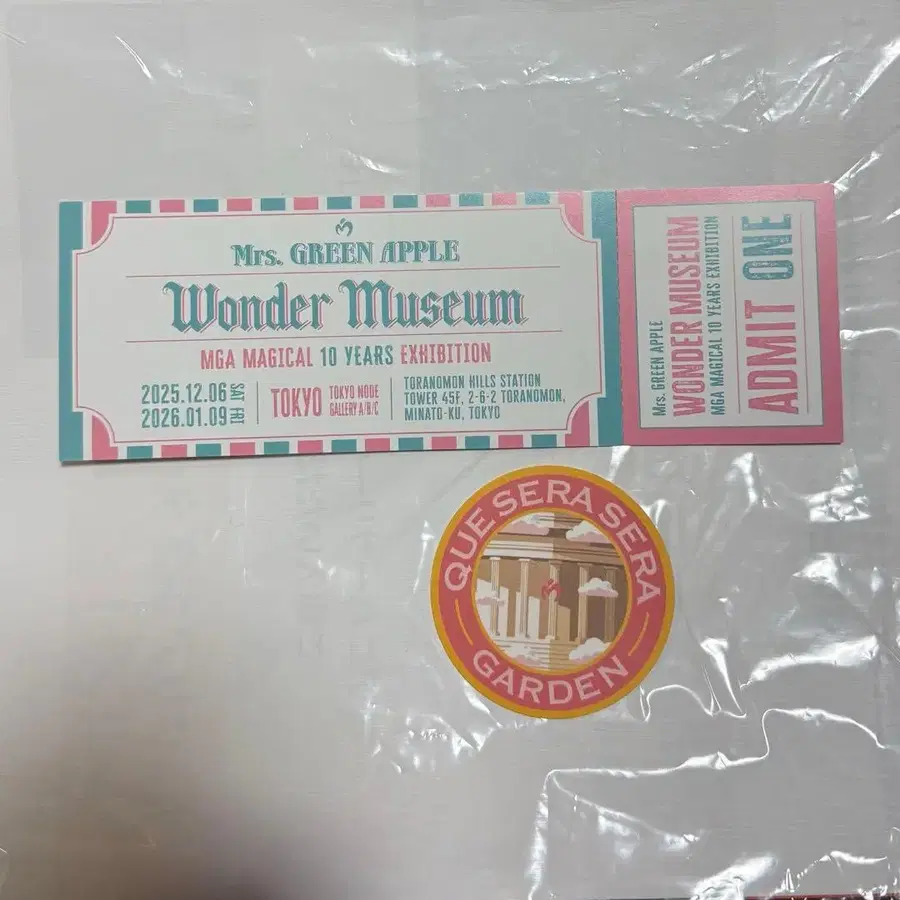 Mrs. GREEN APPLE
Wonder Museum
MGA MAGICAL 10 YEARS EXHIBITION
2025.12.06 SAT
2026.01.09 FRI
TOKYO
TOKYO NODE
GALLERY A/B/C
TORANOMON HILLS STATION
TOWER 45F, 2-6-2 TORANOMON,
MINATO-KU, TOKYO
Mrs. GREEN APPLE
WONDER MUSEUM
MGA MAGICAL 10 YEARS EXHIBITION
ADMIT ONE
QUE SERA SERA
GARDEN